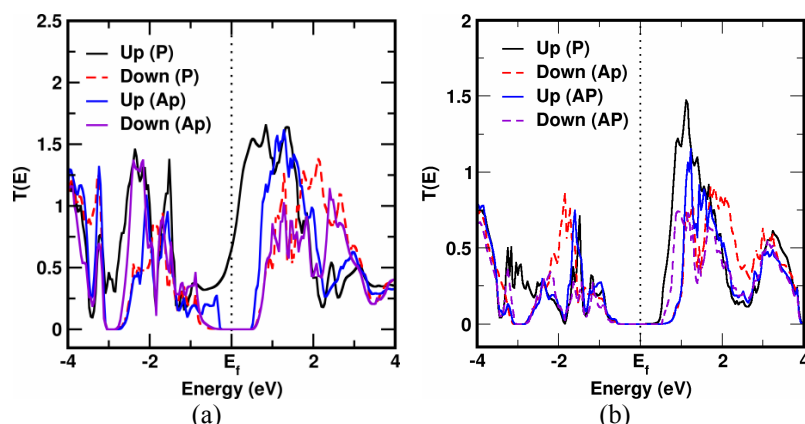 2.5
2
1.5
1
0.5
0
T(E)
Up (P)
Down (P)
Up (Ap)
Down (Ap)
-4
-2
E_f
2
4
Energy (eV)
(a)
2
1.5
1
0.5
0
T(E)
Up (P)
Down (Ap)
Up (AP)
Down (AP)
-4
-2
E_f
2
4
Energy (eV)
(b)